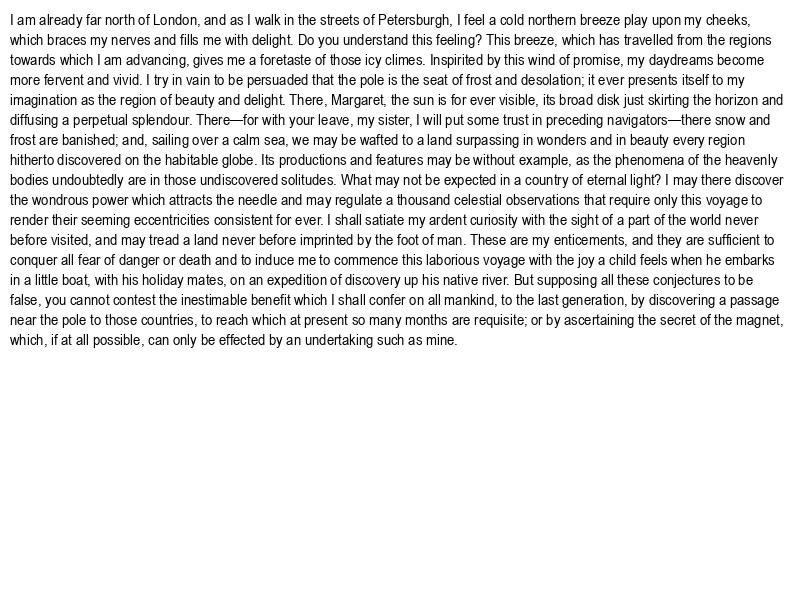 I am already far north of London, and as I walk in the streets of Petersburgh, I feel a cold northern breeze play upon my cheeks,
which braces my nerves and fills me with delight. Do you understand this feeling? This breeze, which has travelled from the regions
towards which I am advancing, gives me a foretaste of those icy climes. Inspirited by this wind of promise, my daydreams become
more fervent and vivid. I try in vain to be persuaded that the pole is the seat of frost and desolation; it ever presents itself to my
imagination as the region of beauty and delight. There, Margaret, the sun is for ever visible, its broad disk just skirting the horizon and
diffusing a perpetual splendour. There—for with your leave, my sister, I will put some trust in preceding navigators—there snow and
frost are banished; and, sailing over a calm sea, we may be wafted to a land surpassing in wonders and in beauty every region
hitherto discovered on the habitable globe. Its productions and features may be without example, as the phenomena of the heavenly
bodies undoubtedly are in those undiscovered solitudes. What may not be expected in a country of eternal light? I may there discover
the wondrous power which attracts the needle and may regulate a thousand celestial observations that require only this voyage to
render their seeming eccentricities consistent for ever. I shall satiate my ardent curiosity with the sight of a part of the world never
before visited, and may tread a land never before imprinted by the foot of man. These are my enticements, and they are sufficient to
conquer all fear of danger or death and to induce me to commence this laborious voyage with the joy a child feels when he embarks
in a little boat, with his holiday mates, on an expedition of discovery up his native river. But supposing all these conjectures to be
false, you cannot contest the inestimable benefit which I shall confer on all mankind, to the last generation, by discovering a passage
near the pole to those countries, to reach which at present so many months are requisite; or by ascertaining the secret of the magnet,
which, if at all possible, can only be effected by an undertaking such as mine.